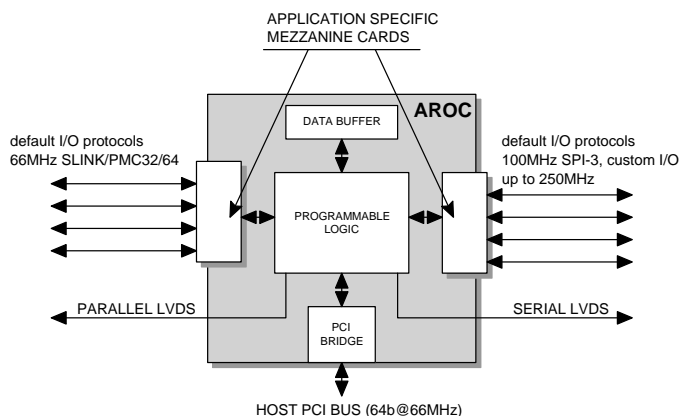 APPLICATION SPECIFIC
MEZZANINE CARDS
AROC
DATA BUFFER
default I/O protocols
66MHz SLINK/PMC32/64
default I/O protocols
100MHz SPI-3, custom I/O
up to 250MHz
PROGRAMMABLE
LOGIC
PARALLEL LVDS
SERIAL LVDS
PCI
BRIDGE
HOST PCI BUS (64b@66MHz)